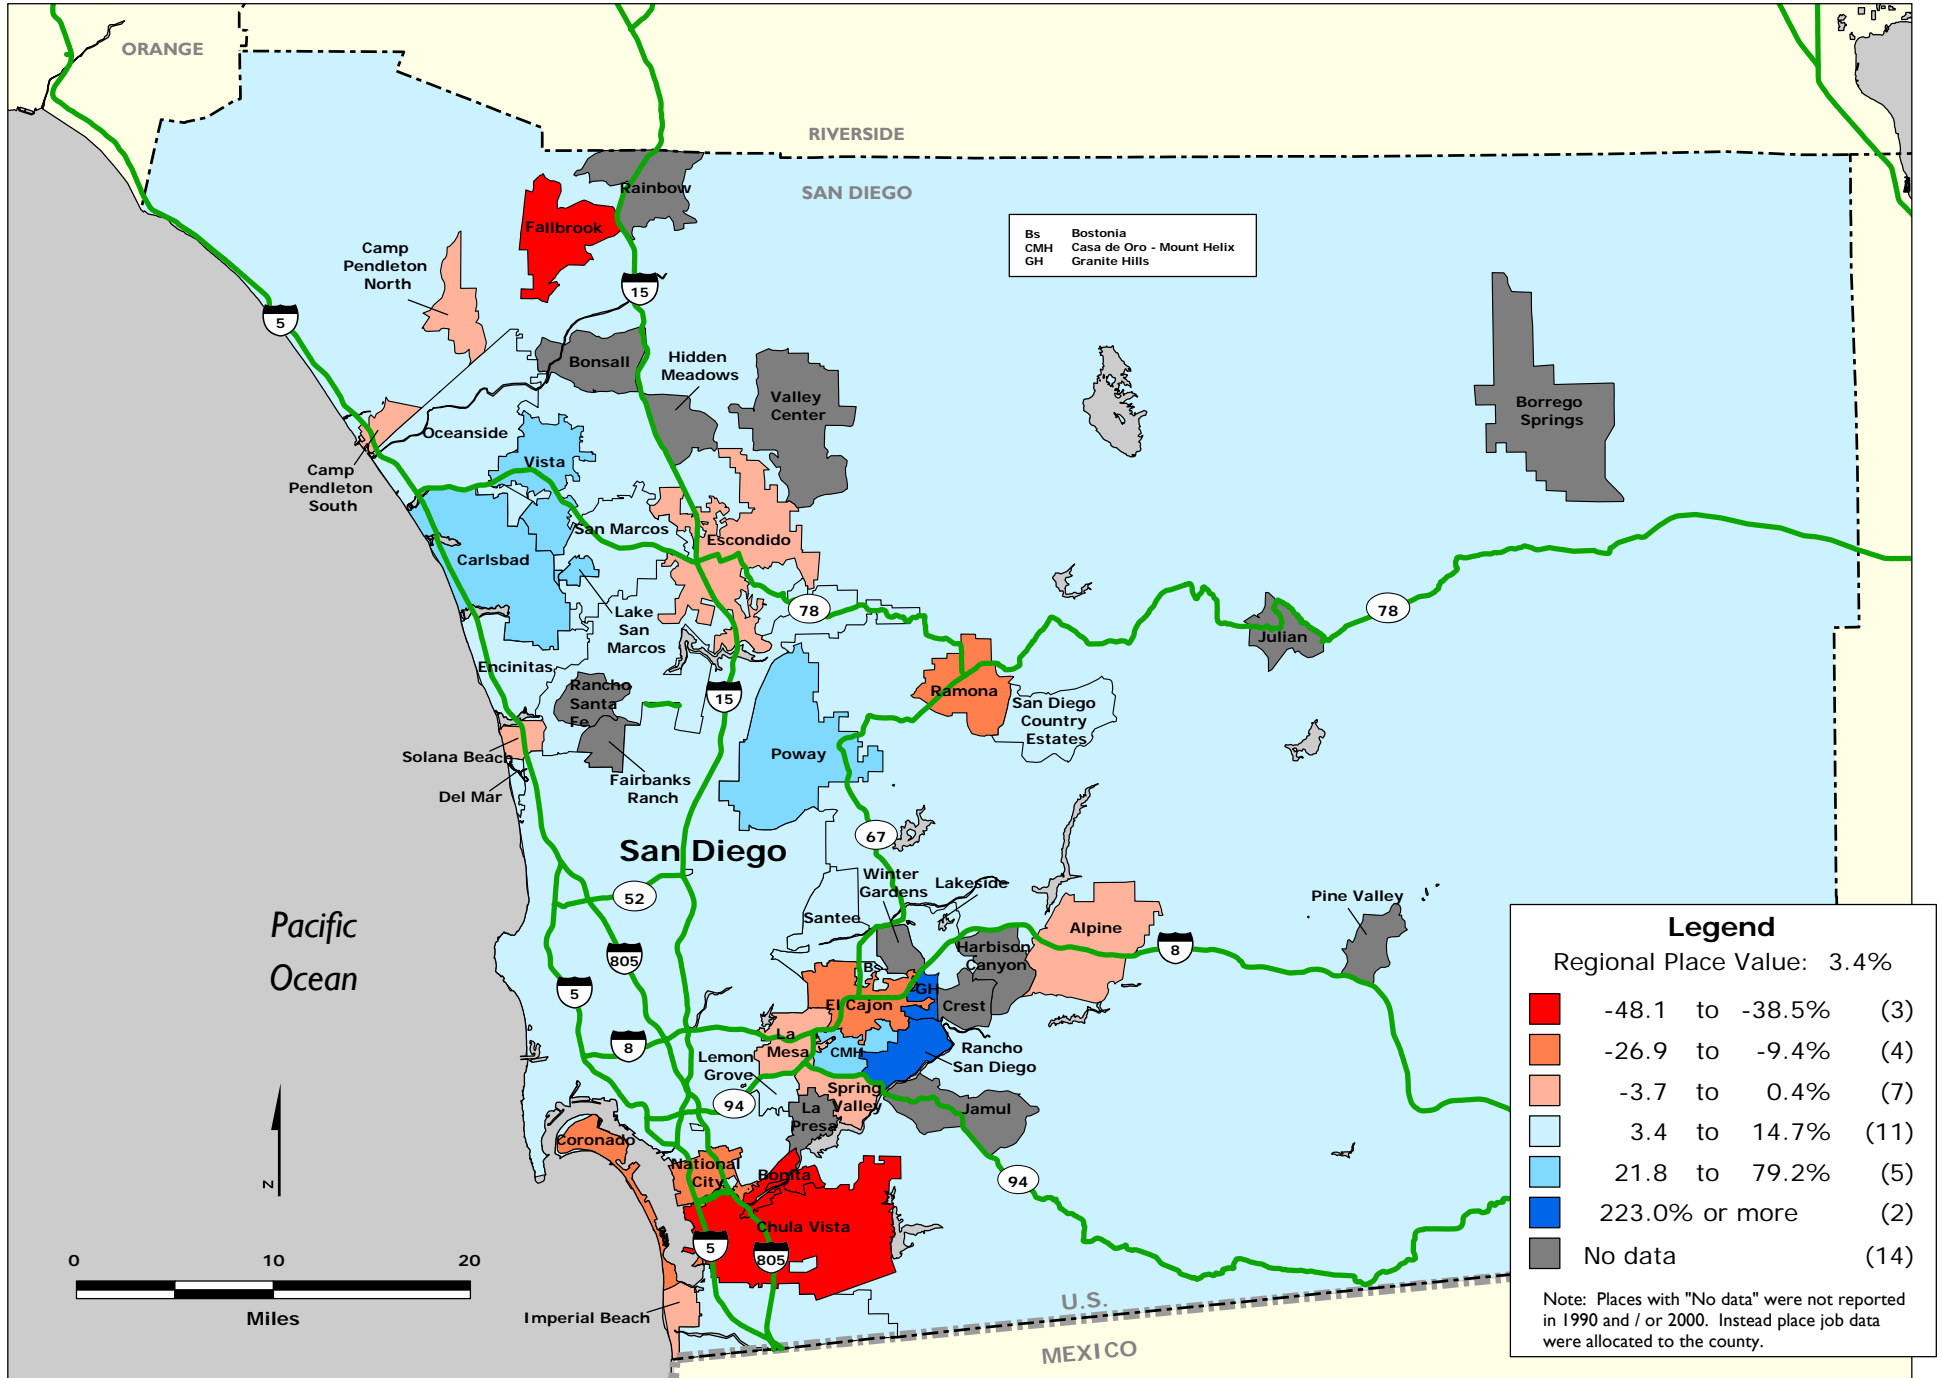 ORANGE
RIVERSIDE
SAN DIEGO
Bs Bostonia
CMH Casa de Oro - Mount Helix
GH Granite Hills
Rainbow
Fallbrook
Camp
Pendleton
North
15
5
Bonsall
Hidden
Meadows
Valley
Center
Borrego
Springs
Oceanside
Vista
Camp
Pendleton
South
San Marcos
Escondido
Carlsbad
Lake
San
Marcos
78
78
Julian
Encinitas
Rancho
Santa
Fe
15
Ramona
San Diego
Country
Estates
Solana Beach
Poway
Del Mar
Fairbanks
Ranch
67
San Diego
Winter
Gardens
Lakeside
52
Pine Valley
Santee
Alpine
Pacific
Ocean
805
Harbison
Canyon
8
Bs
GH
5
El Cajon
Crest
La
Mesa
8
CMH
Rancho
San Diego
Lemon
Grove
Spring
Valley
94
La
Presa
Jamul
Coronado
National
City
Bonita
94
N
Chula Vista
5
805
0 10 20
Miles
Imperial Beach
U.S.
MEXICO
Legend
Regional Place Value: 3.4%
-48.1 to -38.5% (3)
-26.9 to -9.4% (4)
-3.7 to 0.4% (7)
3.4 to 14.7% (11)
21.8 to 79.2% (5)
223.0% or more (2)
No data (14)
Note: Places with "No data" were not reported
in 1990 and / or 2000. Instead place job data
were allocated to the county.